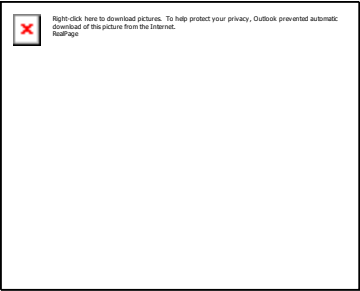 Right-click here to download pictures. To help protect your privacy, Outlook prevented automatic
download of this picture from the Internet.
RealPage